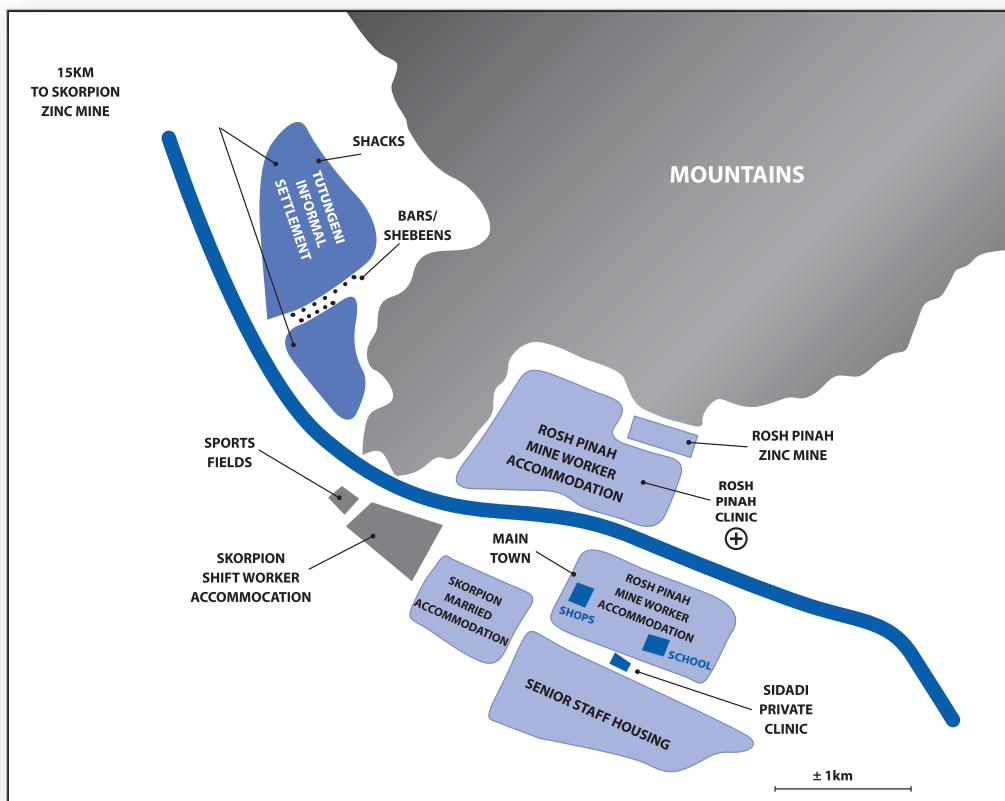 15KM
TO SKORPION
ZINC MINE
SHACKS
TUTUNGENI
INFORMAL
SETTLEMENT
BARS/
SHEBEENS
MOUNTAINS
ROSH PINAH
MINE WORKER
ACCOMMODATION
ROSH PINAH
ZINC MINE
SPORTS
FIELDS
ROSH
PINAH
CLINIC
MAIN
TOWN
SKORPION
SHIFT WORKER
ACCOMMOCATION
SKORPION
MARRIED
ACCOMMODATION
ROSH PINAH
MINE WORKER
ACCOMMODATION
SHOPS
SCHOOL
SENIOR STAFF HOUSING
SIDADI
PRIVATE
CLINIC
± 1km